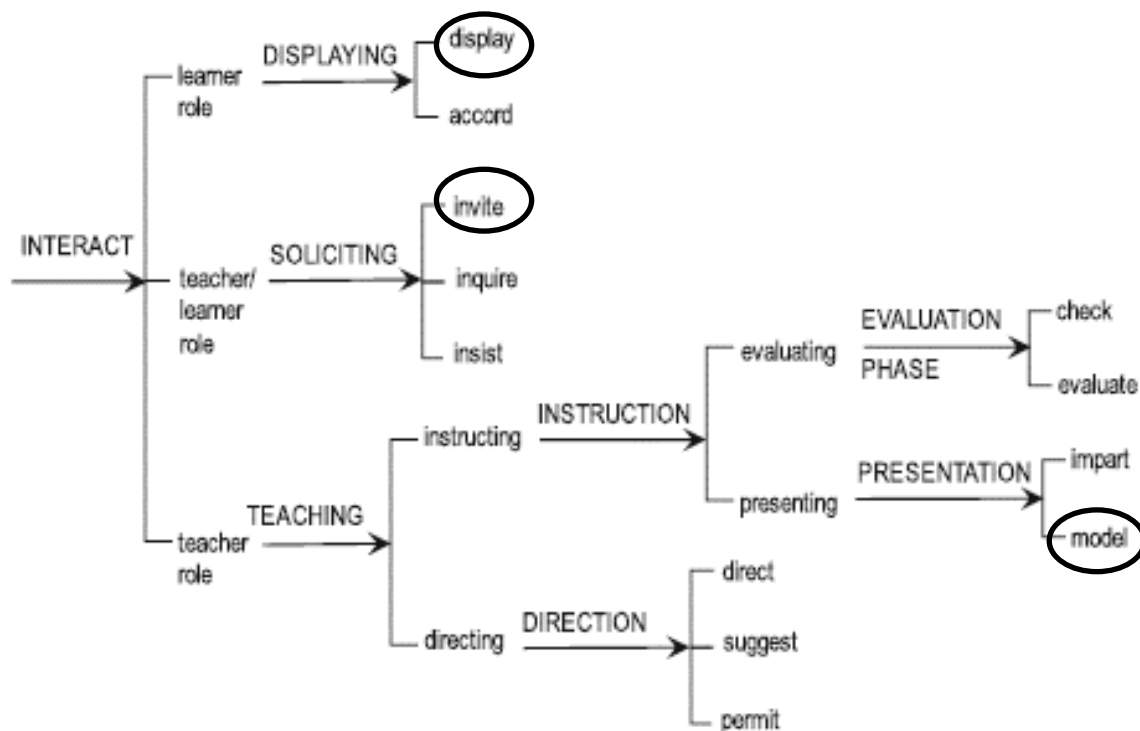 display
DISPLAYING
learner
role
accord
invite
INTERACT
SOLICITING
teacher/
learner
role
inquire
insist
check
EVALUATION
evaluating
PHASE
evaluate
INSTRUCTION
instructing
impart
PRESENTATION
presenting
model
TEACHING
teacher
role
direct
DIRECTION
directing
suggest
permit